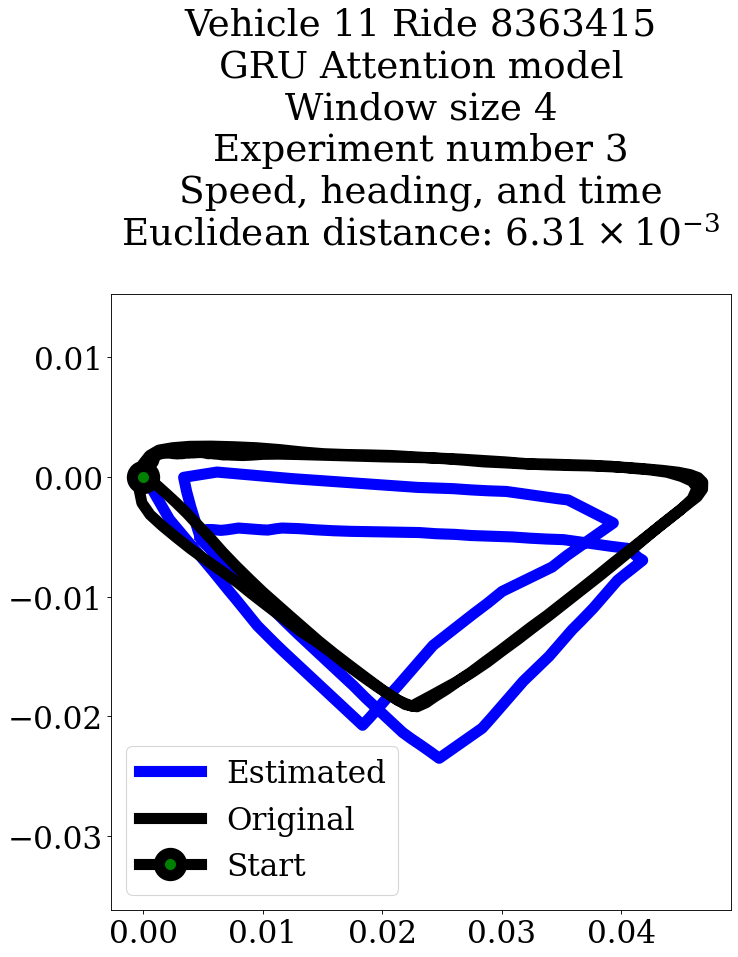 Vehicle 11 Ride 8363415
GRU Attention model
Window size 4
Experiment number 3
Speed, heading, and time
Euclidean distance: 6.31 × 10⁻³
0.01
0.00
−0.01
−0.02
−0.03
Estimated
Original
Start
0.00 0.01 0.02 0.03 0.04